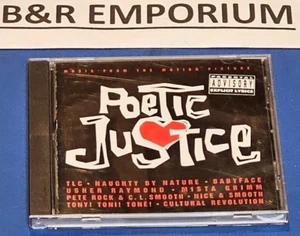 B&R EMPORIUM
MUSIC FROM THE MOTION PICTURE
PARENTAL
ADVISORY
EXPLICIT LYRICS
POETIC
JUSTICE
TLC • NAUGHTY BY NATURE • BABYFACE
USHER RAYMOND • MISTA GRIMM
PETE ROCK & C.L. SMOOTH • NICE & SMOOTH
TONY! TONI! TONÉ! • CULTURAL REVOLUTION